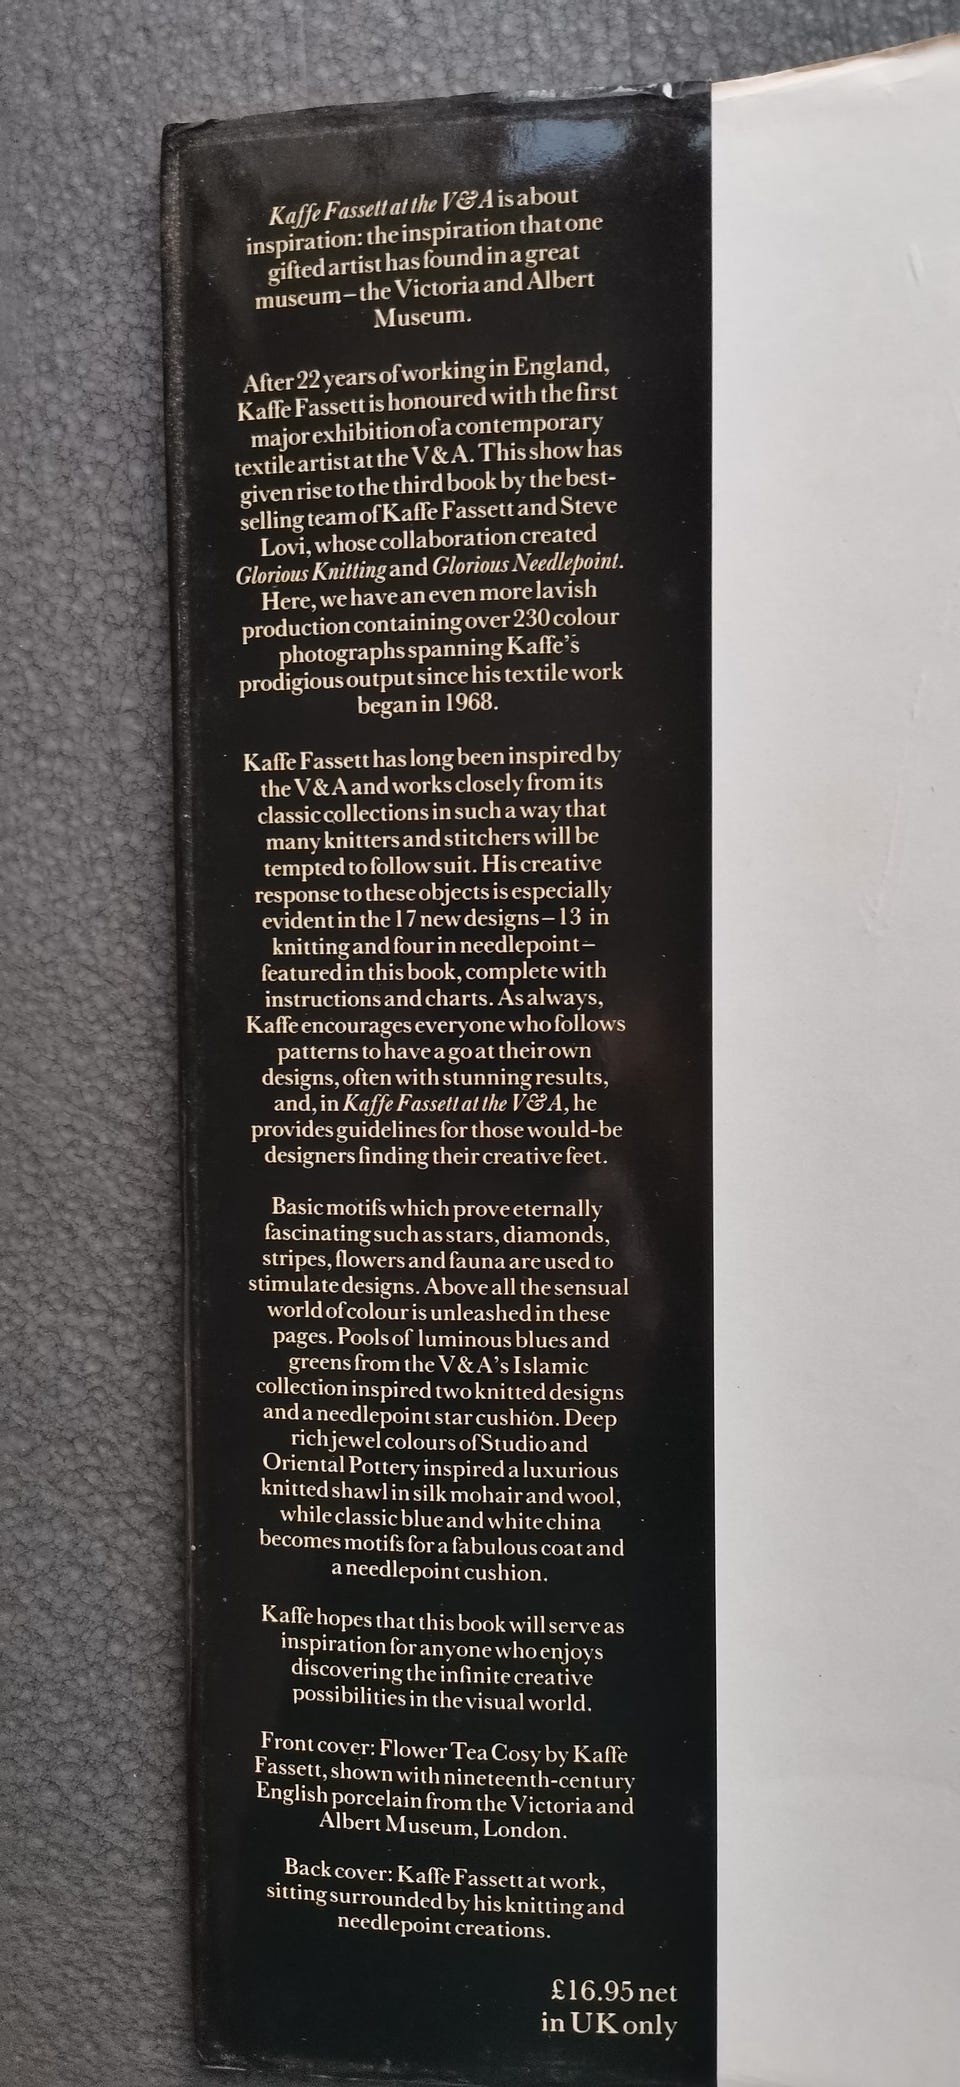 Kaffe Fassett at the V&A is about
inspiration: the inspiration that one
gifted artist has found in a great
museum – the Victoria and Albert
Museum.
After 22 years of working in England,
Kaffe Fassett is honoured with the first
major exhibition of a contemporary
textile artist at the V & A. This show has
given rise to the third book by the best-
selling team of Kaffe Fassett and Steve
Lovi, whose collaboration created
Glorious Knitting and Glorious Needlepoint.
Here, we have an even more lavish
production containing over 230 colour
photographs spanning Kaffe's
prodigious output since his textile work
began in 1968.
Kaffe Fassett has long been inspired by
the V & A and works closely from its
classic collections in such a way that
many knitters and stitchers will be
tempted to follow suit. His creative
response to these objects is especially
evident in the 17 new designs – 13 in
knitting and four in needlepoint –
featured in this book, complete with
instructions and charts. As always,
Kaffe encourages everyone who follows
patterns to have a go at their own
designs, often with stunning results,
and, in Kaffe Fassett at the V&A, he
provides guidelines for those would-be
designers finding their creative feet.
Basic motifs which prove eternally
fascinating such as stars, diamonds,
stripes, flowers and fauna are used to
stimulate designs. Above all the sensual
world of colour is unleashed in these
pages. Pools of luminous blues and
greens from the V & A's Islamic
collection inspired two knitted designs
and a needlepoint star cushion. Deep
rich jewel colours of Studio and
Oriental Pottery inspired a luxurious
knitted shawl in silk mohair and wool,
while classic blue and white china
becomes motifs for a fabulous coat and
a needlepoint cushion.
Kaffe hopes that this book will serve as
inspiration for anyone who enjoys
discovering the infinite creative
possibilities in the visual world.
Front cover: Flower Tea Cosy by Kaffe
Fassett, shown with nineteenth-century
English porcelain from the Victoria and
Albert Museum, London.
Back cover: Kaffe Fassett at work,
sitting surrounded by his knitting and
needlepoint creations.
£16.95 net
in UK only